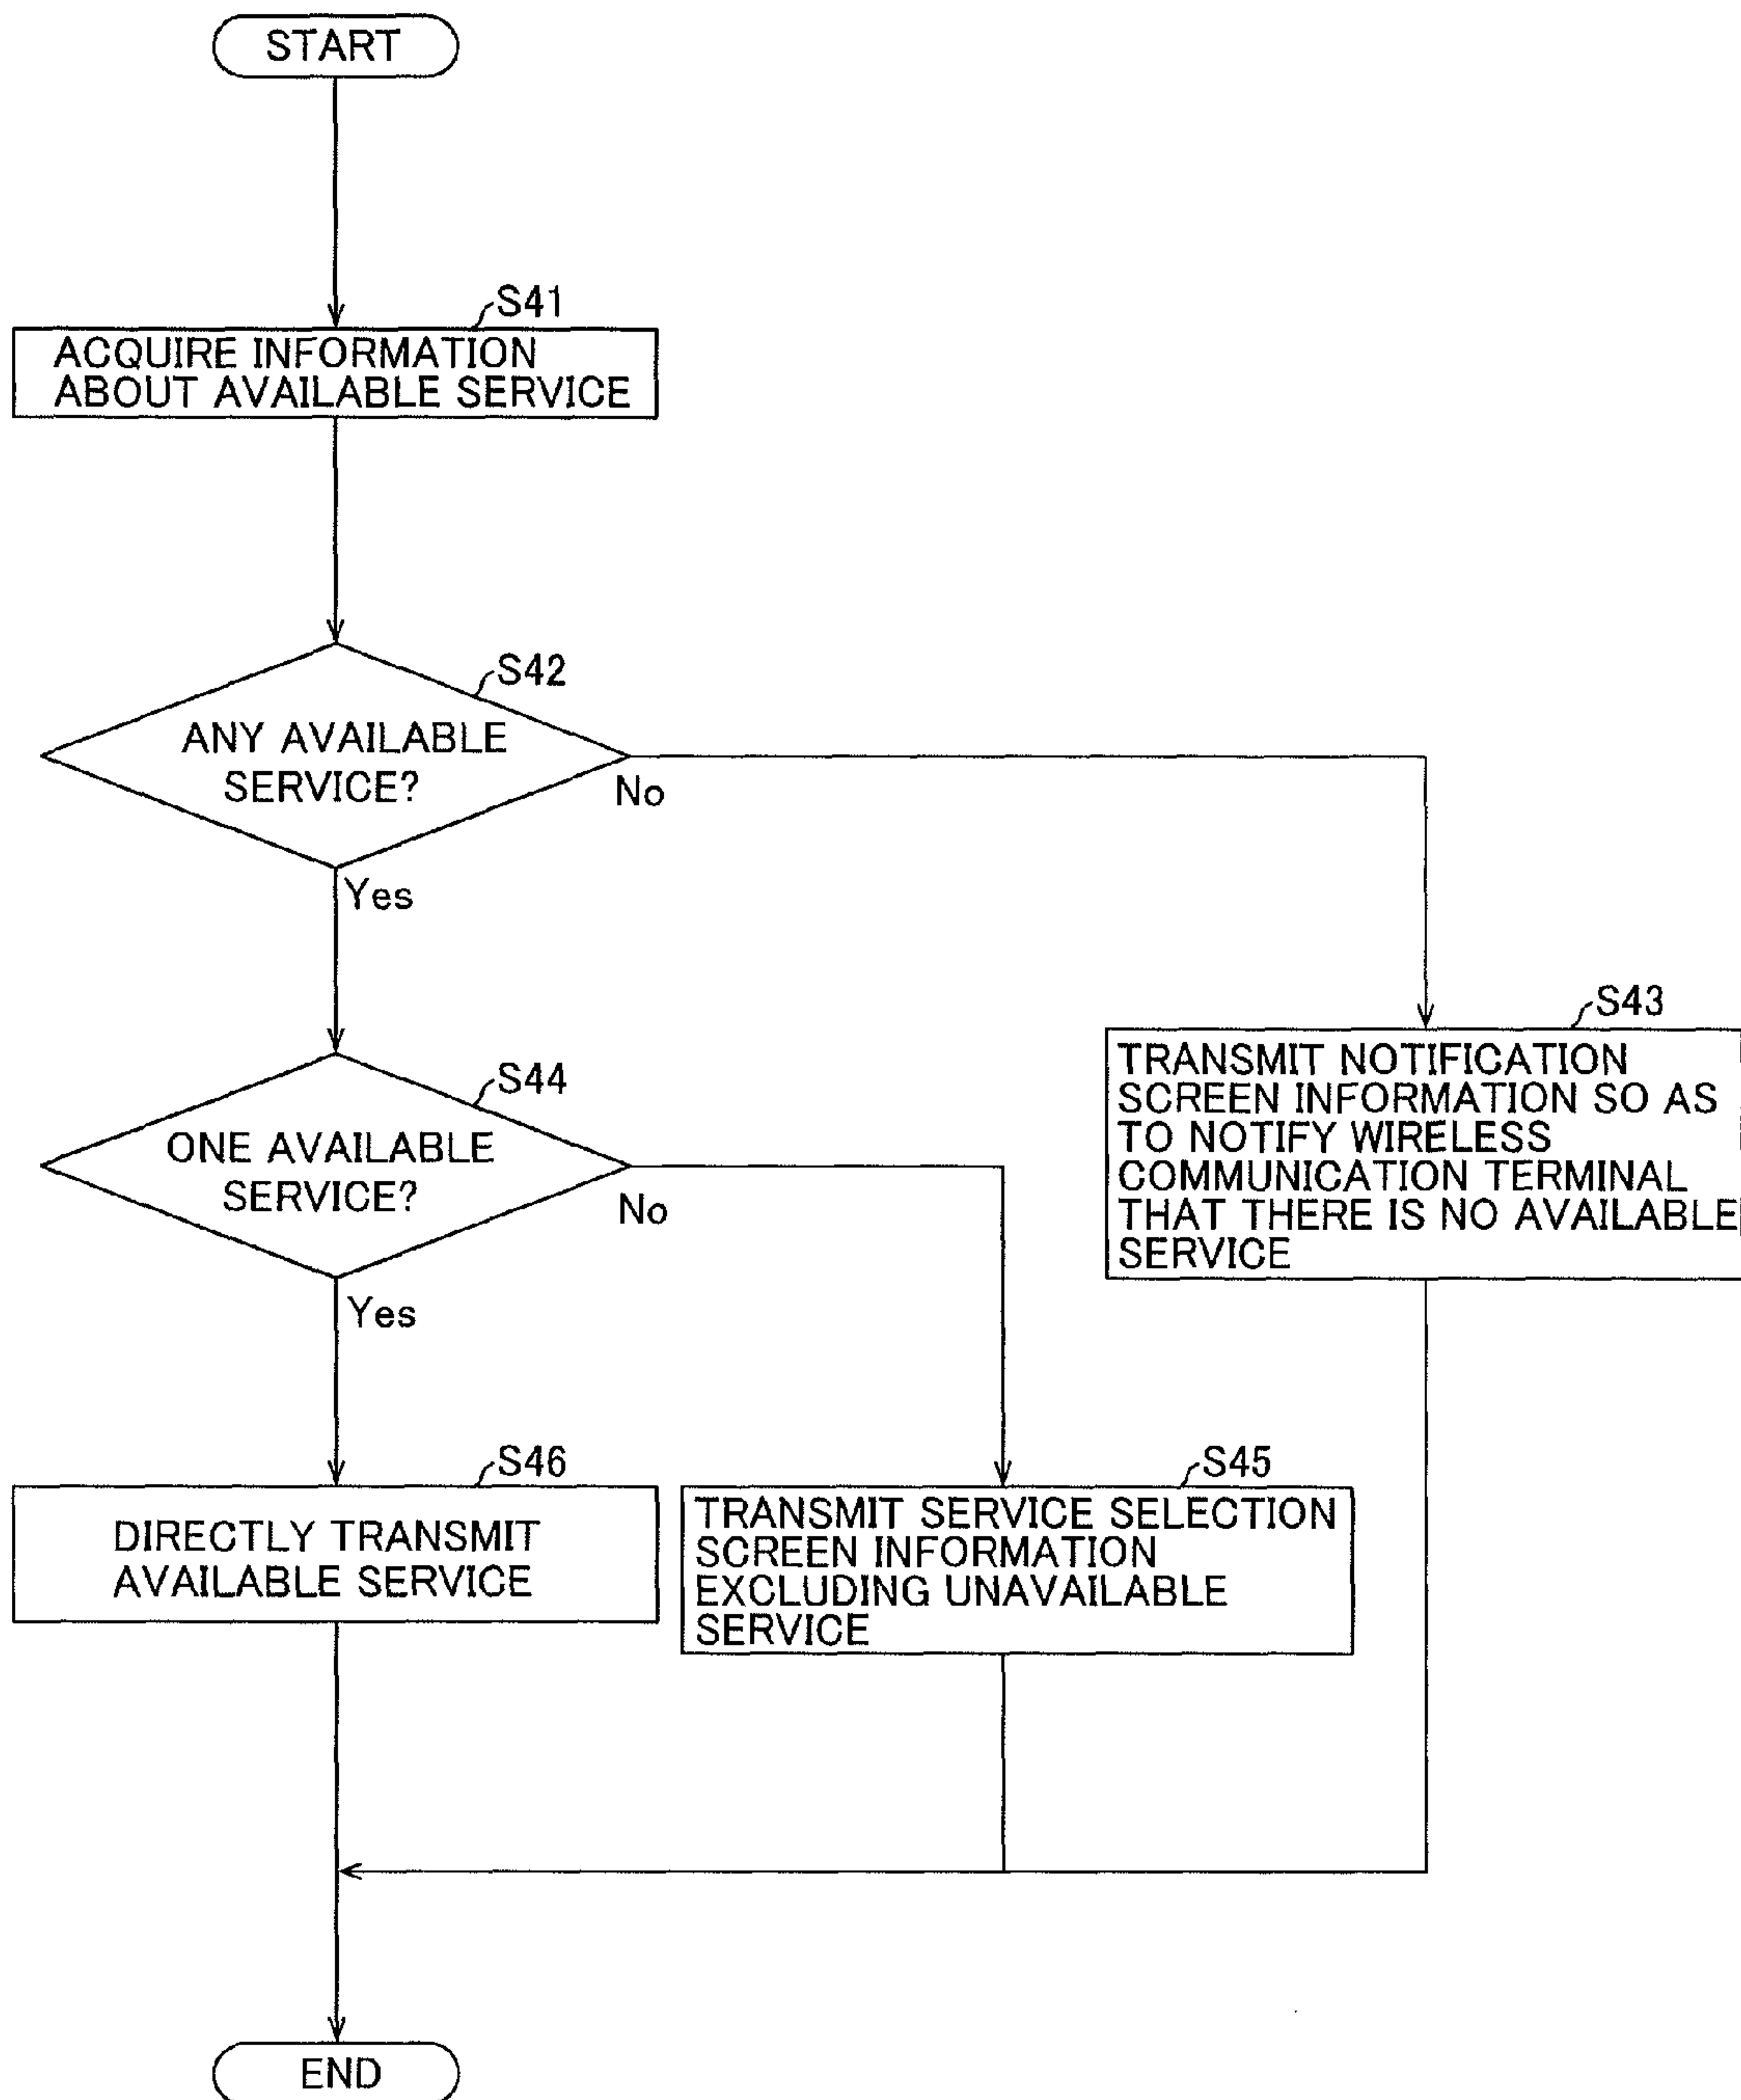 START
S41
ACQUIRE INFORMATION
ABOUT AVAILABLE SERVICE
S42
ANY AVAILABLE
SERVICE?
No
Yes
S43
TRANSMIT NOTIFICATION
SCREEN INFORMATION SO AS
TO NOTIFY WIRELESS
COMMUNICATION TERMINAL
THAT THERE IS NO AVAILABLE
SERVICE
S44
ONE AVAILABLE
SERVICE?
No
Yes
S46
DIRECTLY TRANSMIT
AVAILABLE SERVICE
S45
TRANSMIT SERVICE SELECTION
SCREEN INFORMATION
EXCLUDING UNAVAILABLE
SERVICE
END